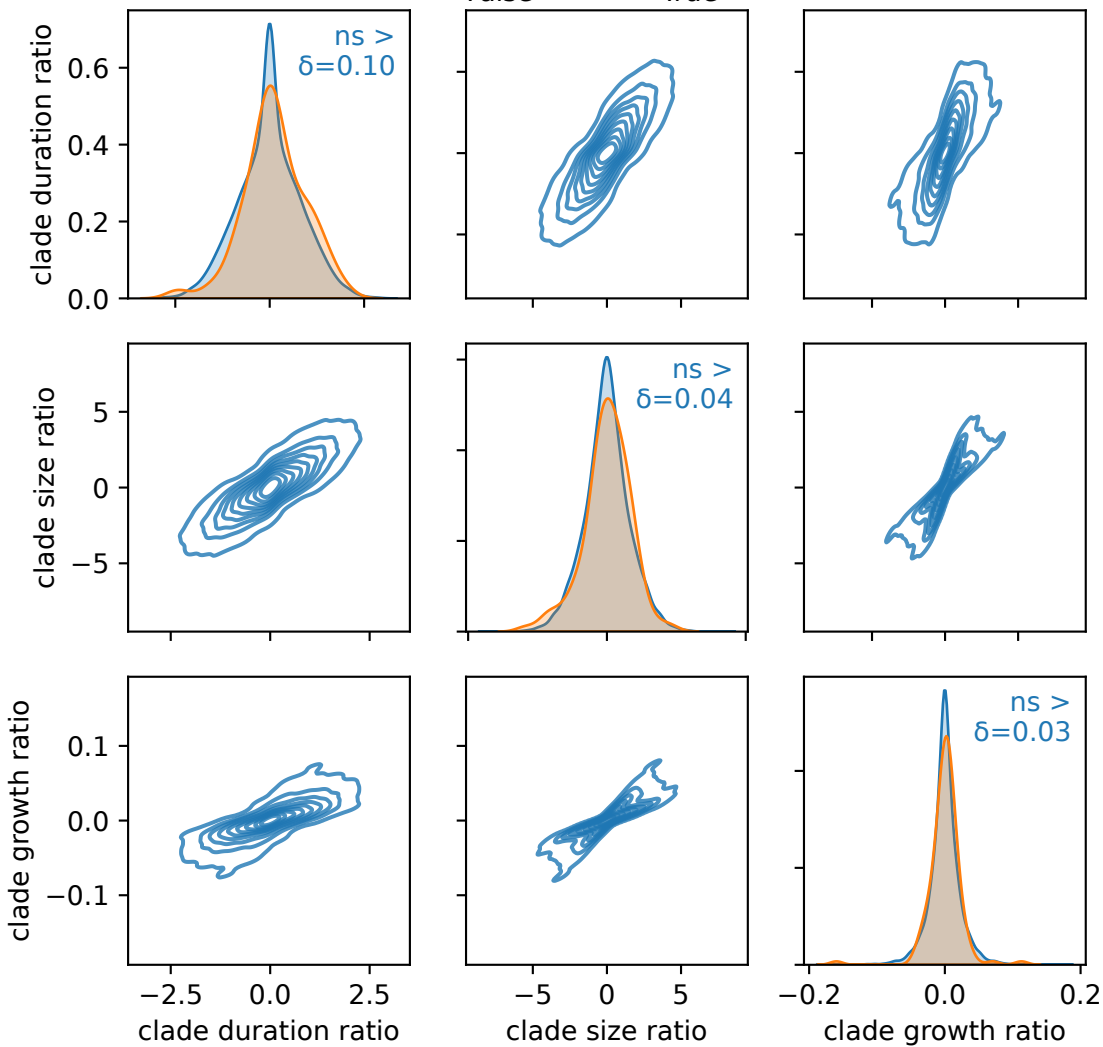 clade duration ratio
0.6
0.4
0.2
0.0
ns >
δ=0.10
clade size ratio
5
0
−5
ns >
δ=0.04
clade growth ratio
0.1
0.0
−0.1
ns >
δ=0.03
−2.5 0.0 2.5
−5 0 5
−0.2 0.0 0.2
clade duration ratio
clade size ratio
clade growth ratio